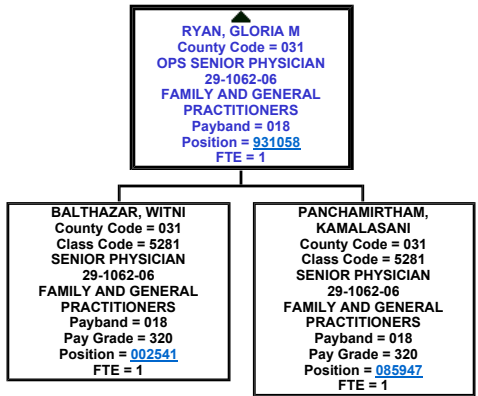 RYAN, GLORIA M
County Code = 031
OPS SENIOR PHYSICIAN
29-1062-06
FAMILY AND GENERAL
PRACTITIONERS
Payband = 018
Position = 931058
FTE = 1
BALTHAZAR, WITNI
County Code = 031
Class Code = 5281
SENIOR PHYSICIAN
29-1062-06
FAMILY AND GENERAL
PRACTITIONERS
Payband = 018
Pay Grade = 320
Position = 002541
FTE = 1
PANCHAMIRTHAM,
KAMALASANI
County Code = 031
Class Code = 5281
SENIOR PHYSICIAN
29-1062-06
FAMILY AND GENERAL
PRACTITIONERS
Payband = 018
Pay Grade = 320
Position = 085947
FTE = 1